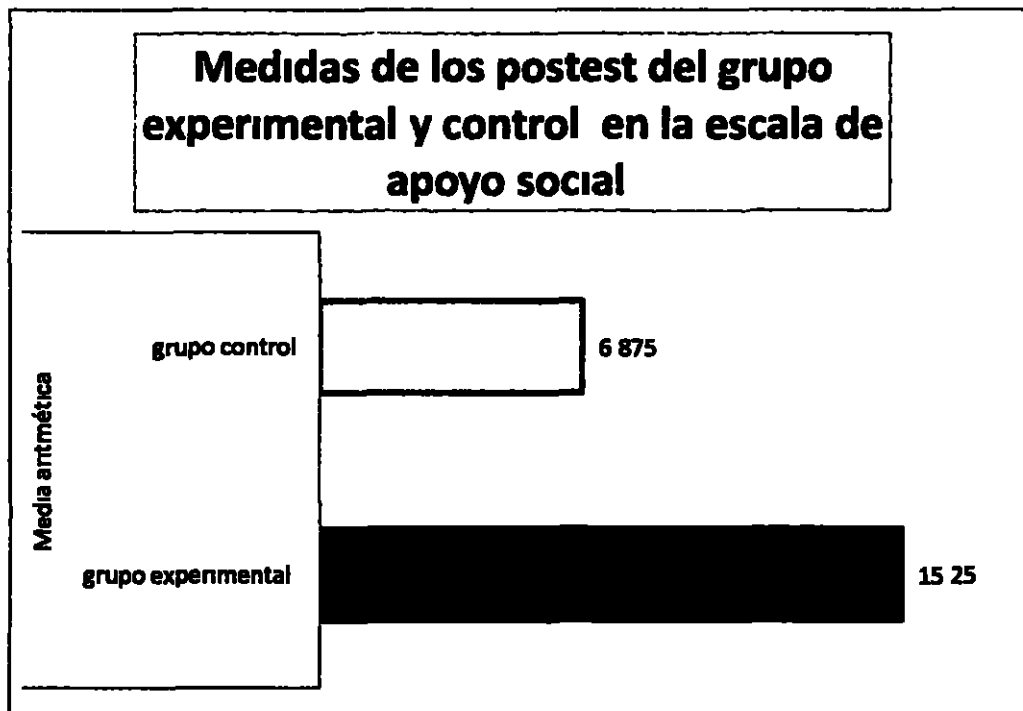 Medidas de los postest del grupo
experimental y control en la escala de
apoyo social
grupo control
6 875
Media aritmética
grupo experimental
15 25